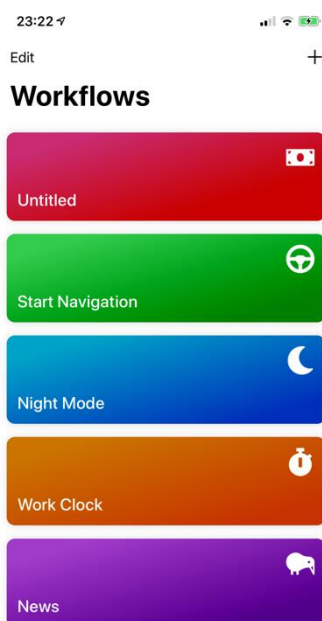 23:22
Edit
Workflows
Untitled
Start Navigation
Night Mode
Work Clock
News